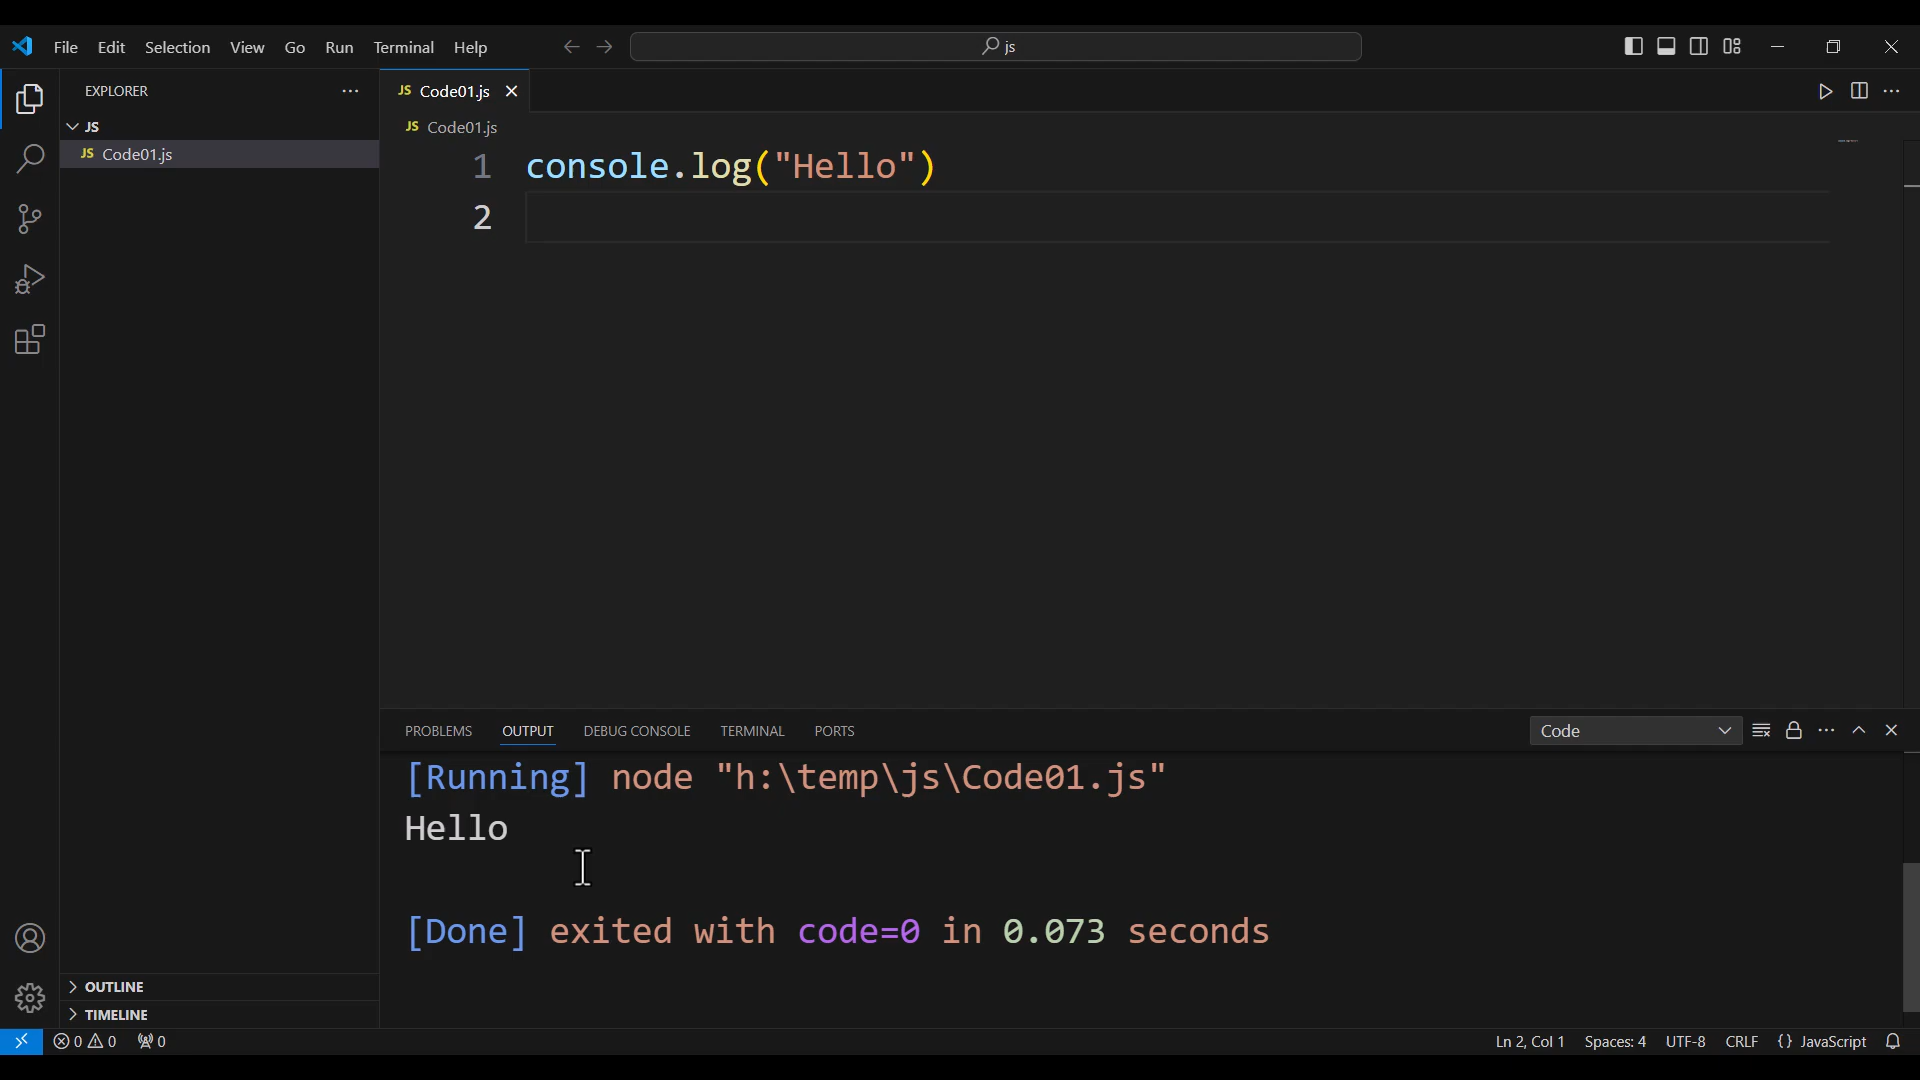 File Edit Selection View Go Run Terminal Help
js
EXPLORER
JS
JS Code01.js
JS Code01.js
JS Code01.js
1 console.log("Hello")
2
PROBLEMS OUTPUT DEBUG CONSOLE TERMINAL PORTS
Code
[Running] node "h:\temp\js\Code01.js"
Hello
[Done] exited with code=0 in 0.073 seconds
OUTLINE
TIMELINE
0 0 0
Ln 2, Col 1 Spaces: 4 UTF-8 CRLF {} JavaScript